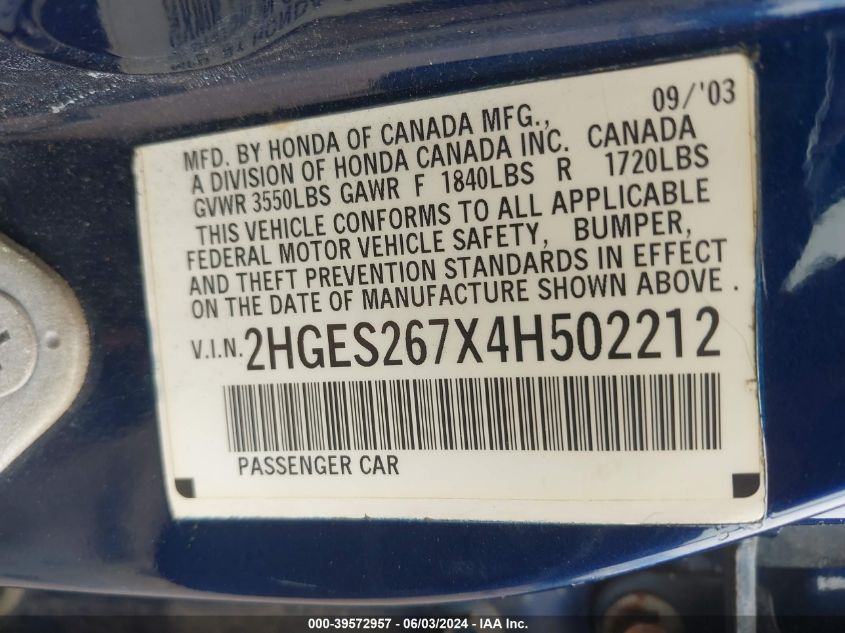 09/'03
MFD. BY HONDA OF CANADA MFG.,
A DIVISION OF HONDA CANADA INC. CANADA
GVWR 3550LBS GAWR F 1840LBS R 1720LBS
THIS VEHICLE CONFORMS TO ALL APPLICABLE
FEDERAL MOTOR VEHICLE SAFETY, BUMPER,
AND THEFT PREVENTION STANDARDS IN EFFECT
ON THE DATE OF MANUFACTURE SHOWN ABOVE .
V.I.N. 2HGES267X4H502212
PASSENGER CAR
000-39572957 - 06/03/2024 - IAA Inc.